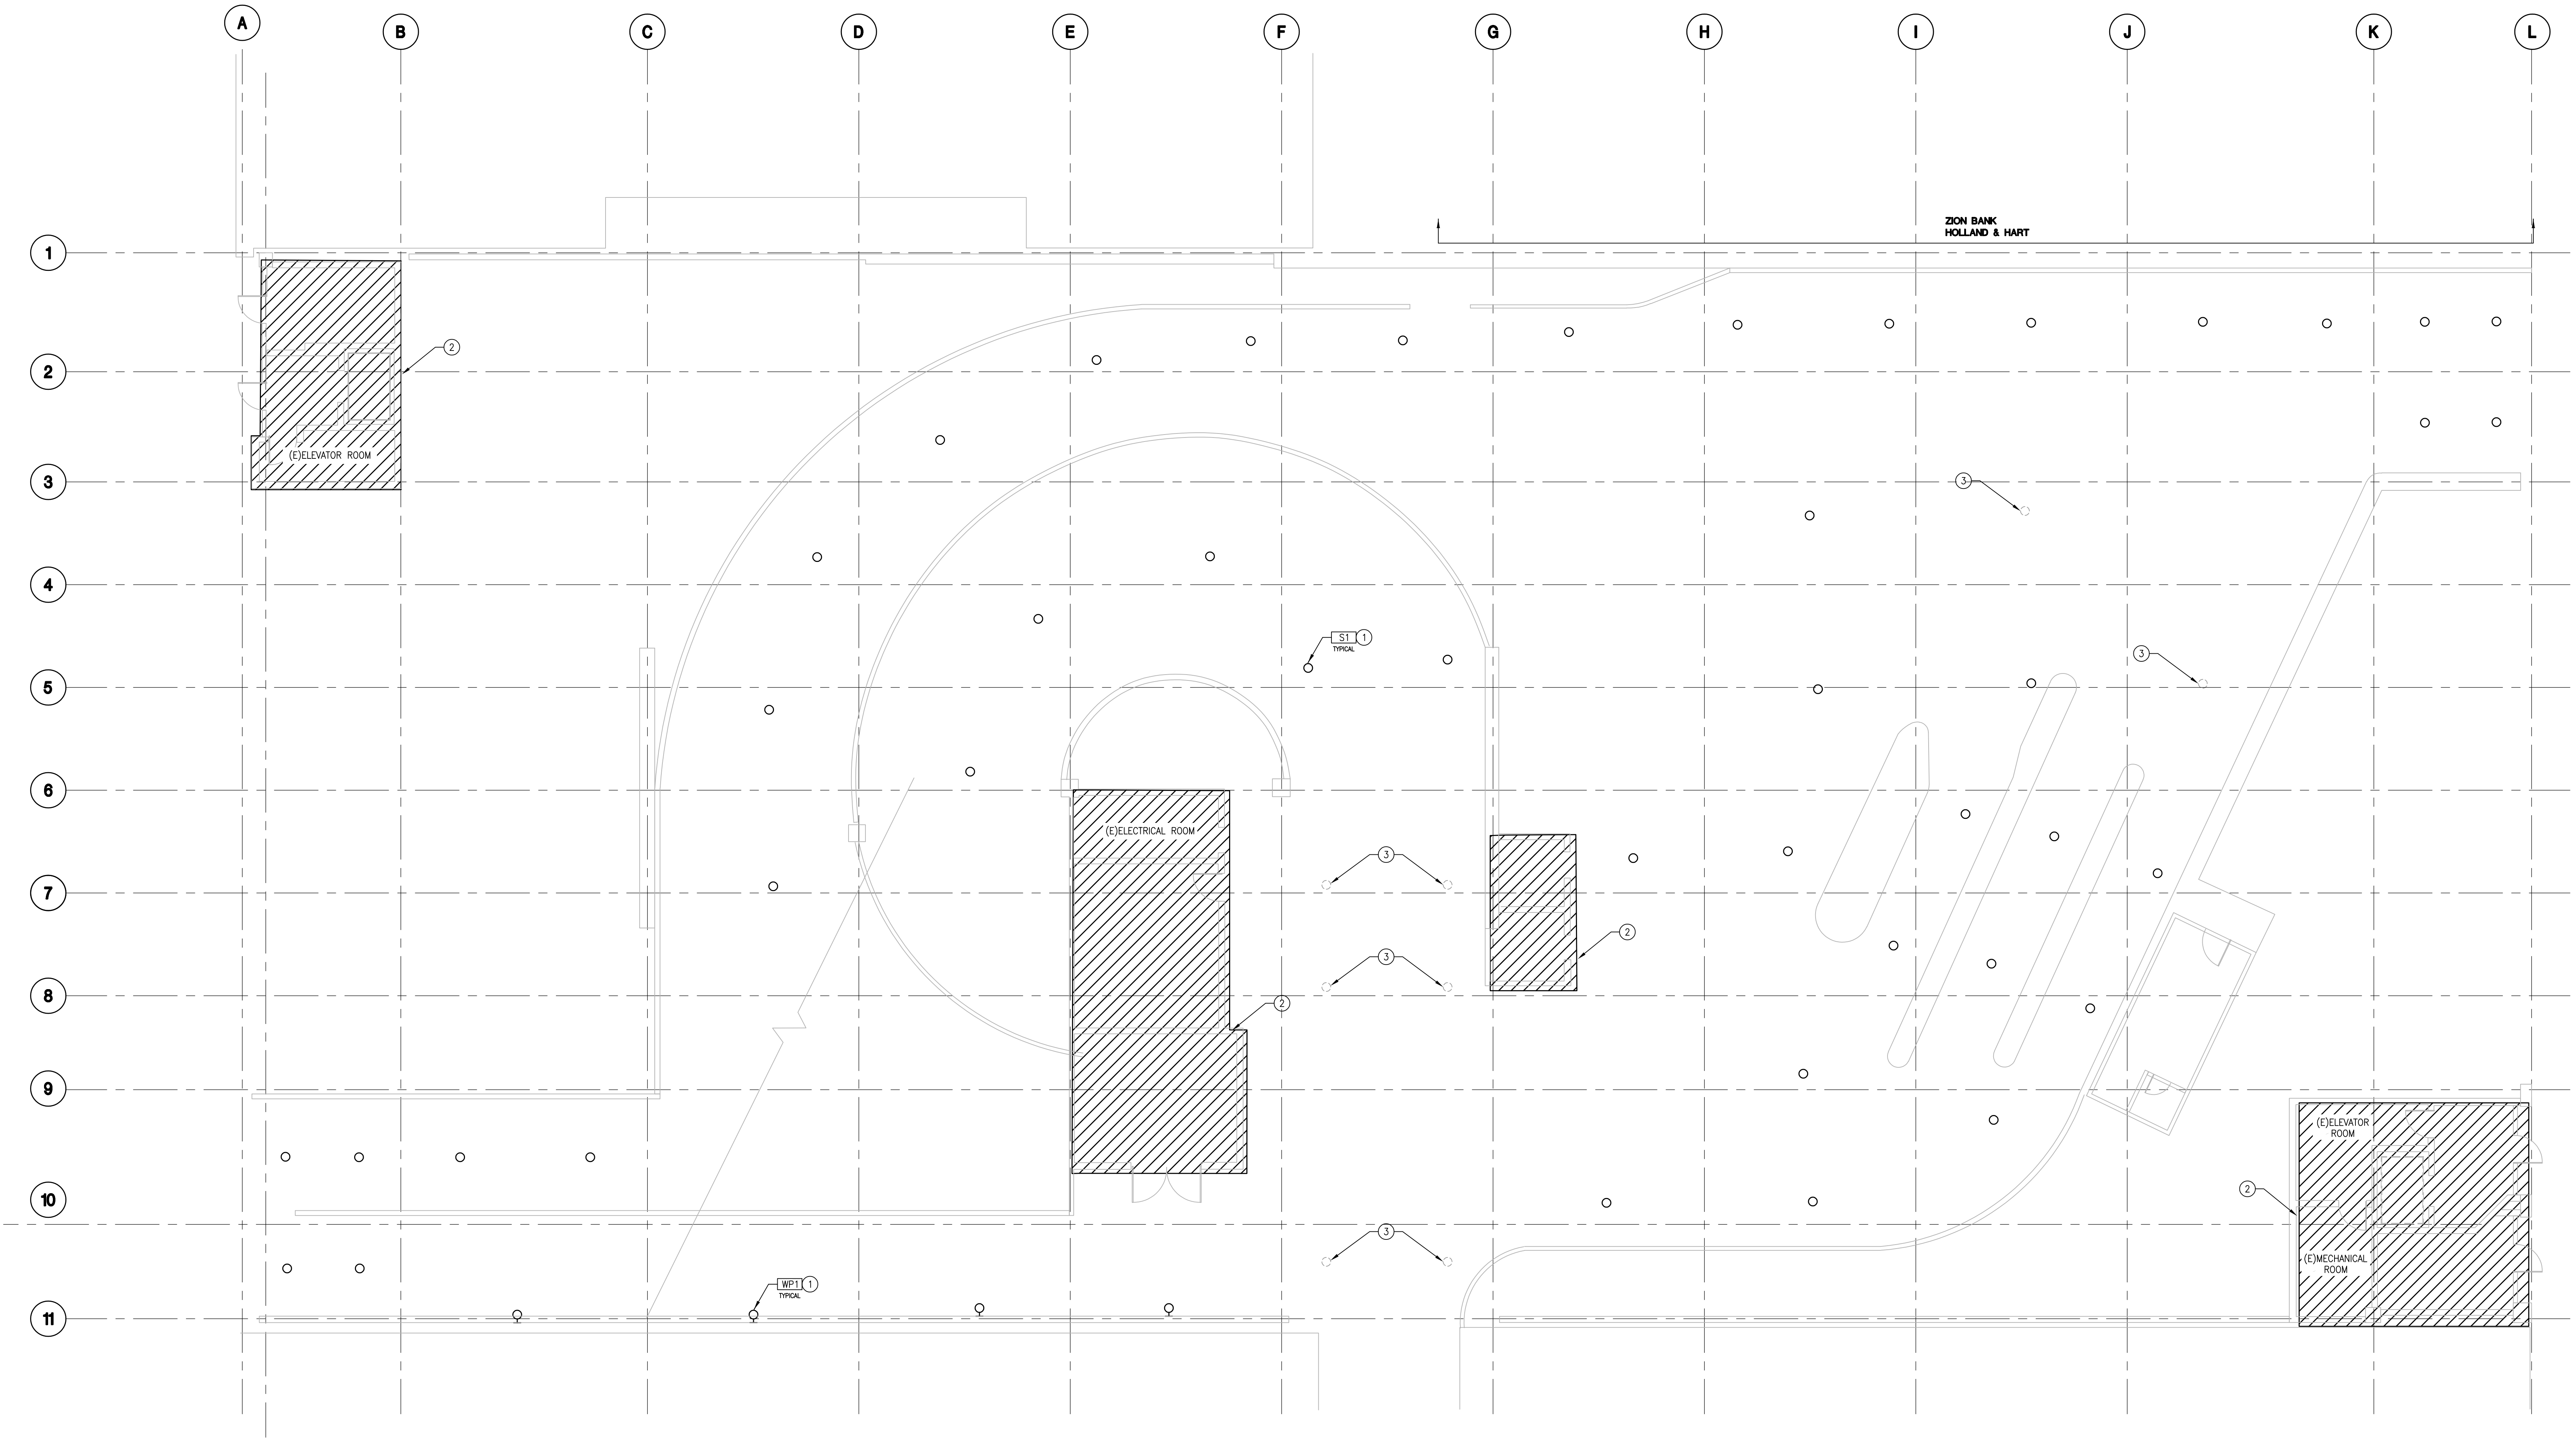 A B C D E F G H I J K L
ZION BANK
HOLLAND & HART
1
2
2
(E)ELEVATOR ROOM
3
3
4
S1 1
TYPICAL
3
5
6
(E)ELECTRICAL ROOM
3
7
2
3
8
2
9
(E)ELEVATOR
ROOM
2
10
3
(E)MECHANICAL
ROOM
WP1 1
TYPICAL
11